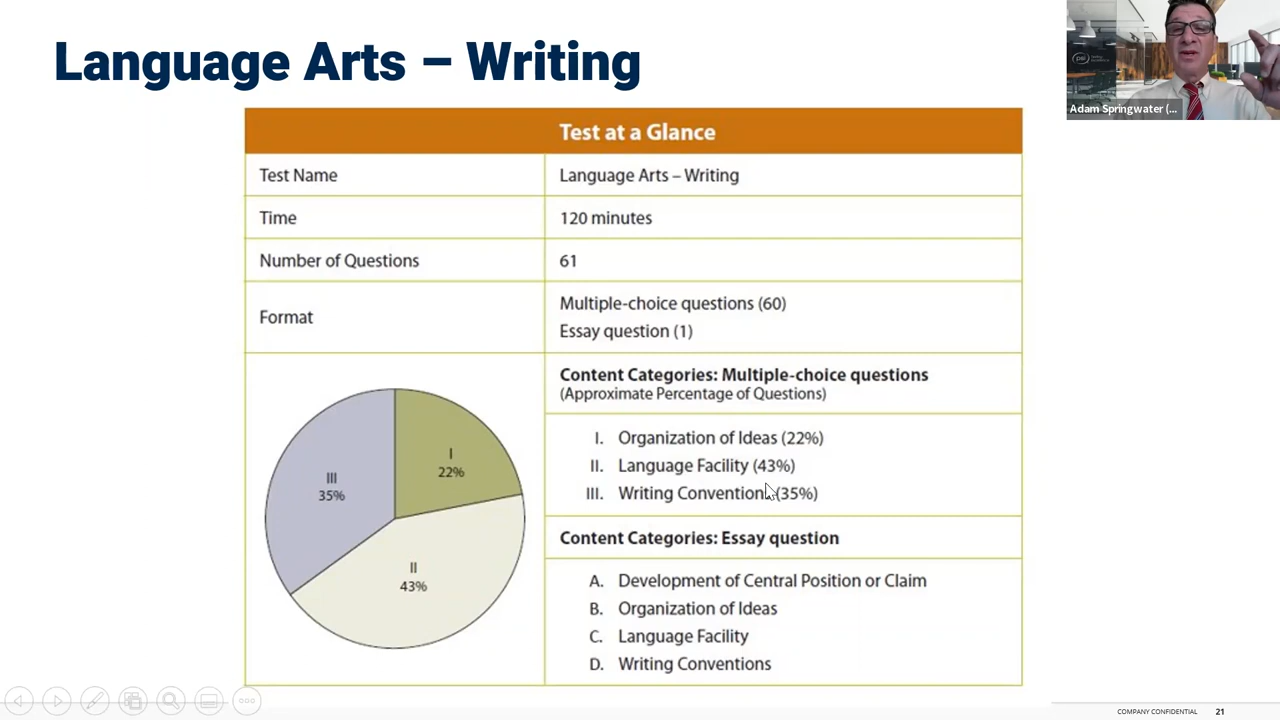 Language Arts – Writing
psi
Adam Springwater (...
Test at a Glance
Test Name
Language Arts – Writing
Time
120 minutes
Number of Questions
61
Format
Multiple-choice questions (60)
Essay question (1)
Content Categories: Multiple-choice questions
(Approximate Percentage of Questions)
I. Organization of Ideas (22%)
II. Language Facility (43%)
III. Writing Conventions (35%)
I
22%
III
35%
II
43%
Content Categories: Essay question
A. Development of Central Position or Claim
B. Organization of Ideas
C. Language Facility
D. Writing Conventions
COMPANY CONFIDENTIAL 21